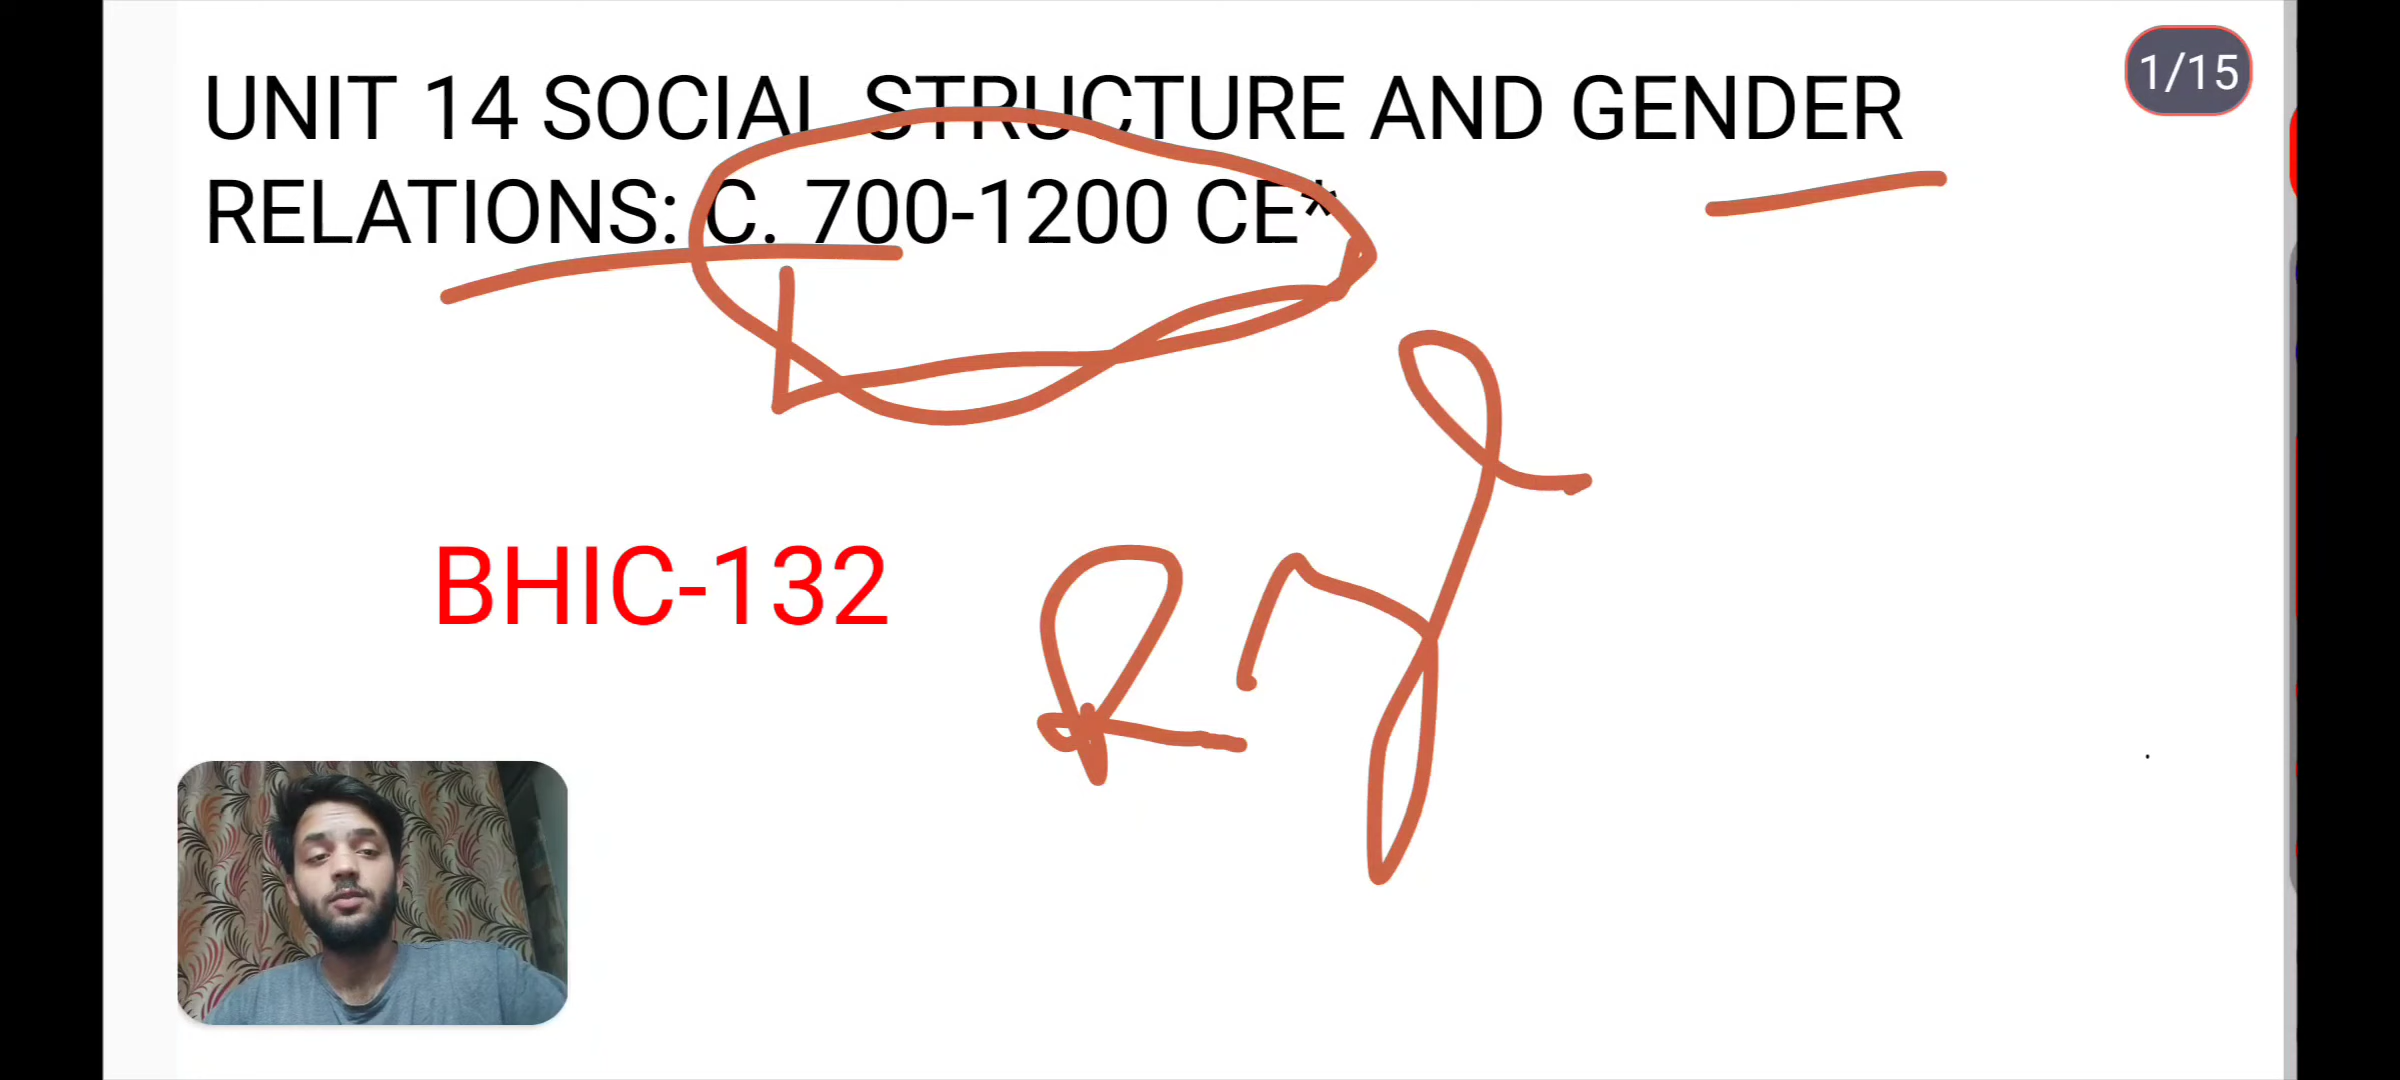 UNIT 14 SOCIAL STRUCTURE AND GENDER
RELATIONS: C. 700-1200 CE*
1/15
BHIC-132